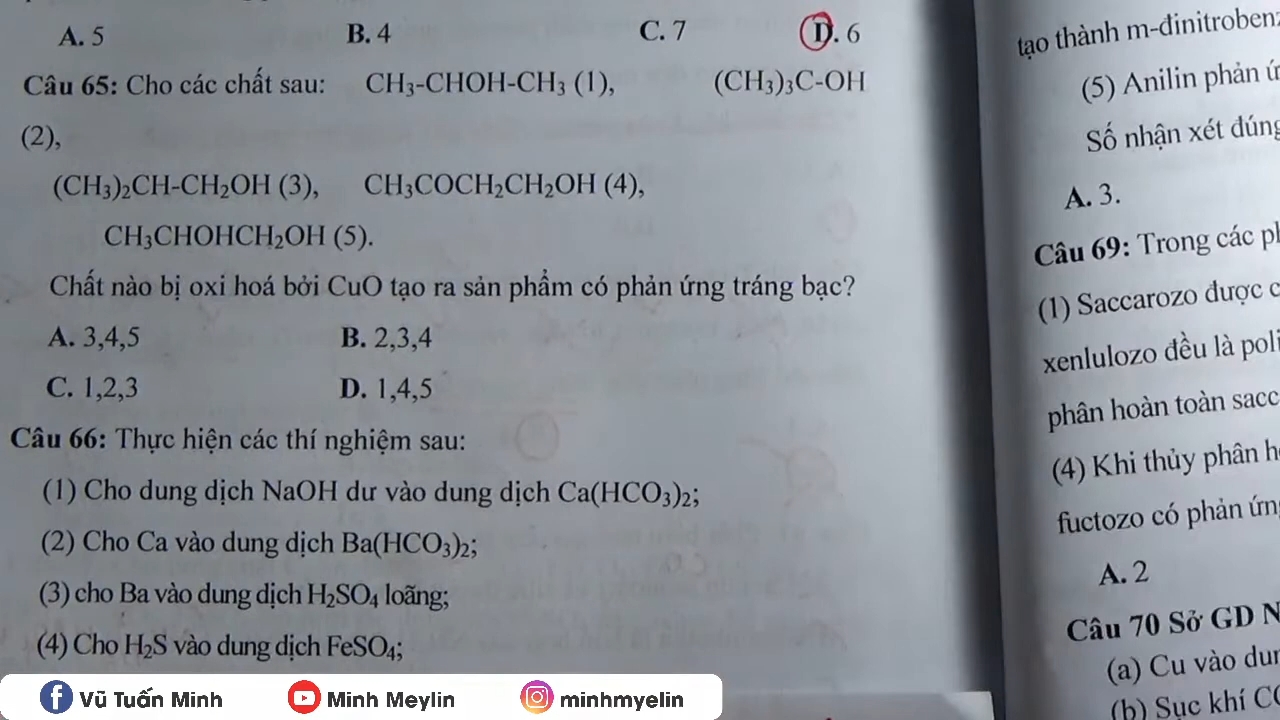 A. 5 B. 4 C. 7 D. 6
Câu 65: Cho các chất sau: CH₃-CHOH-CH₃ (1), (CH₃)₃C-OH
(2),
(CH₃)₂CH-CH₂OH (3), CH₃COCH₂CH₂OH (4),
CH₃CHOHCH₂OH (5).
Chất nào bị oxi hoá bởi CuO tạo ra sản phẩm có phản ứng tráng bạc?
A. 3,4,5 B. 2,3,4
C. 1,2,3 D. 1,4,5
Câu 66: Thực hiện các thí nghiệm sau:
(1) Cho dung dịch NaOH dư vào dung dịch Ca(HCO₃)₂;
(2) Cho Ca vào dung dịch Ba(HCO₃)₂;
(3) cho Ba vào dung dịch H₂SO₄ loãng;
(4) Cho H₂S vào dung dịch FeSO₄;
tạo thành
(5) Anilin phản
Số nhận xét đúng
A. 3.
Câu 69: Trong các
(1) Saccarozo được
xenlulozo đều là
phân hoàn toàn
(4) Khi thủy phân
fuctozo có phản
A. 2
Câu 70 Sở GD
(a) Cu vào
(b) Sục khí
Vũ Tuấn Minh Minh Meylin minhmyelin